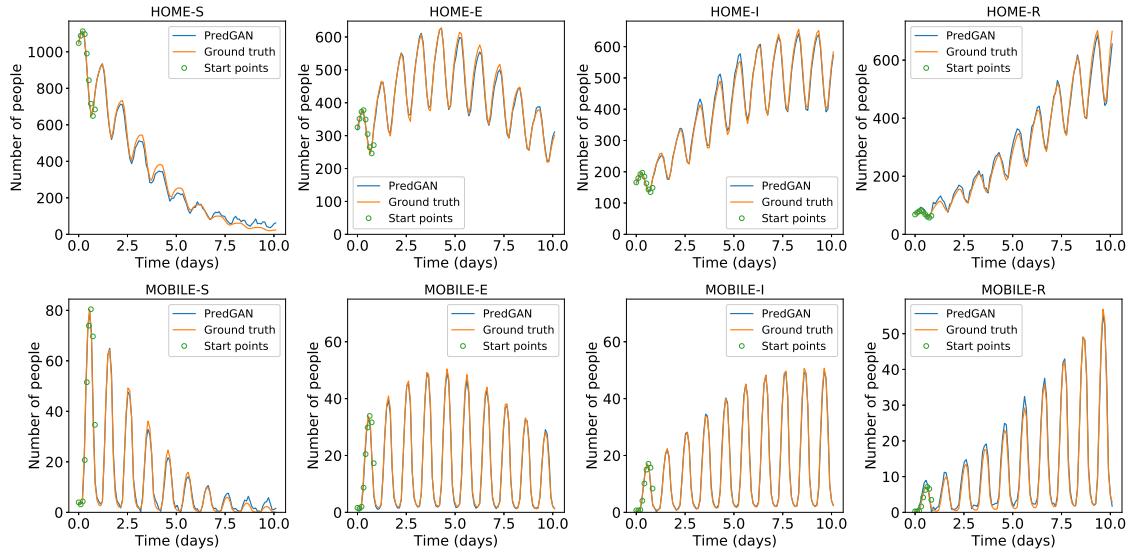 HOME-S
Number of people
1000
800
600
400
200
0
0.0 2.5 5.0 7.5 10.0
Time (days)
PredGAN
Ground truth
Start points
HOME-E
Number of people
600
500
400
300
200
100
0
0.0 2.5 5.0 7.5 10.0
Time (days)
PredGAN
Ground truth
Start points
HOME-I
Number of people
600
500
400
300
200
100
0
0.0 2.5 5.0 7.5 10.0
Time (days)
PredGAN
Ground truth
Start points
HOME-R
Number of people
600
400
200
0
0.0 2.5 5.0 7.5 10.0
Time (days)
PredGAN
Ground truth
Start points
MOBILE-S
Number of people
80
60
40
20
0
0.0 2.5 5.0 7.5 10.0
Time (days)
PredGAN
Ground truth
Start points
MOBILE-E
Number of people
60
40
20
0
0.0 2.5 5.0 7.5 10.0
Time (days)
PredGAN
Ground truth
Start points
MOBILE-I
Number of people
60
40
20
0
0.0 2.5 5.0 7.5 10.0
Time (days)
PredGAN
Ground truth
Start points
MOBILE-R
Number of people
50
40
30
20
10
0
0.0 2.5 5.0 7.5 10.0
Time (days)
PredGAN
Ground truth
Start points